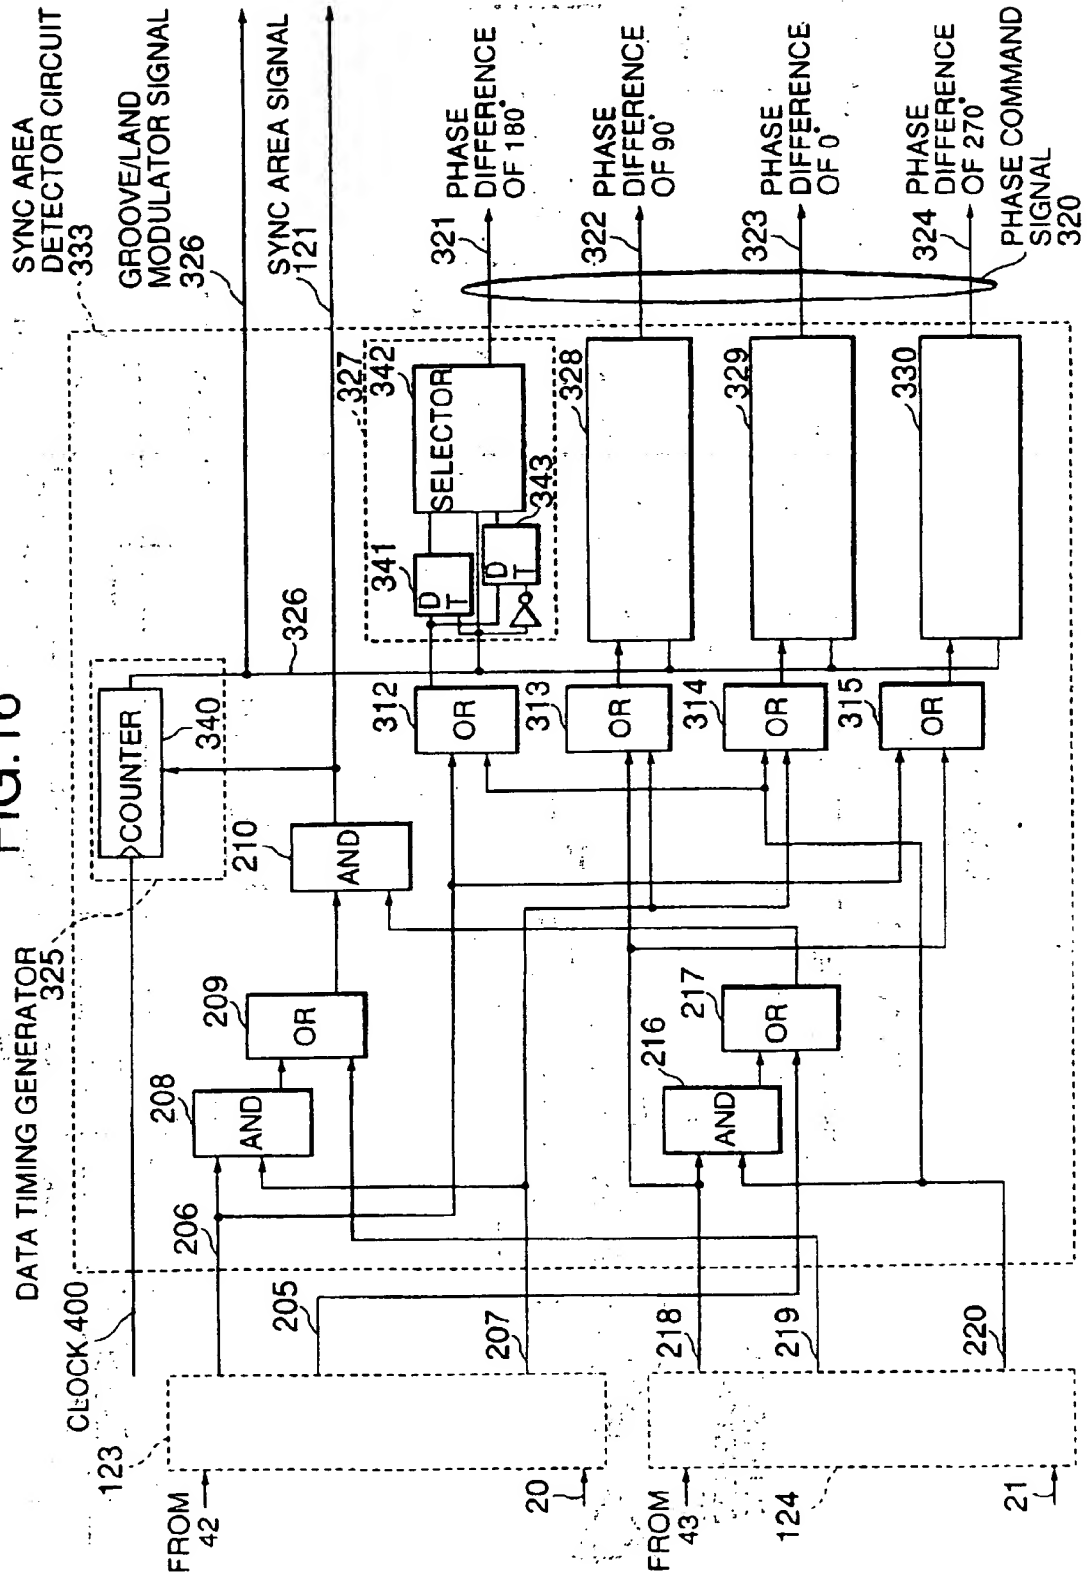 FIG.
DATA TIMING GENERATOR
325
SYNC AREA
DETECTOR CIRCUIT
333
CLOCK 400
COUNTER
340
GROOVE/LAND
MODULATOR SIGNAL
326
123
FROM
42
206
208
AND
209
OR
210
AND
326
SYNC AREA SIGNAL
121
205
207
20
312
OR
341
D
T
343
D
T
SELECTOR
342
327
321
PHASE
DIFFERENCE
OF 180°
313
OR
328
322
PHASE
DIFFERENCE
OF 90°
FROM
43
218
216
AND
217
OR
314
OR
329
323
PHASE
DIFFERENCE
OF 0°
124
219
220
21
315
OR
330
324
PHASE
DIFFERENCE
OF 270°
PHASE COMMAND
SIGNAL
320